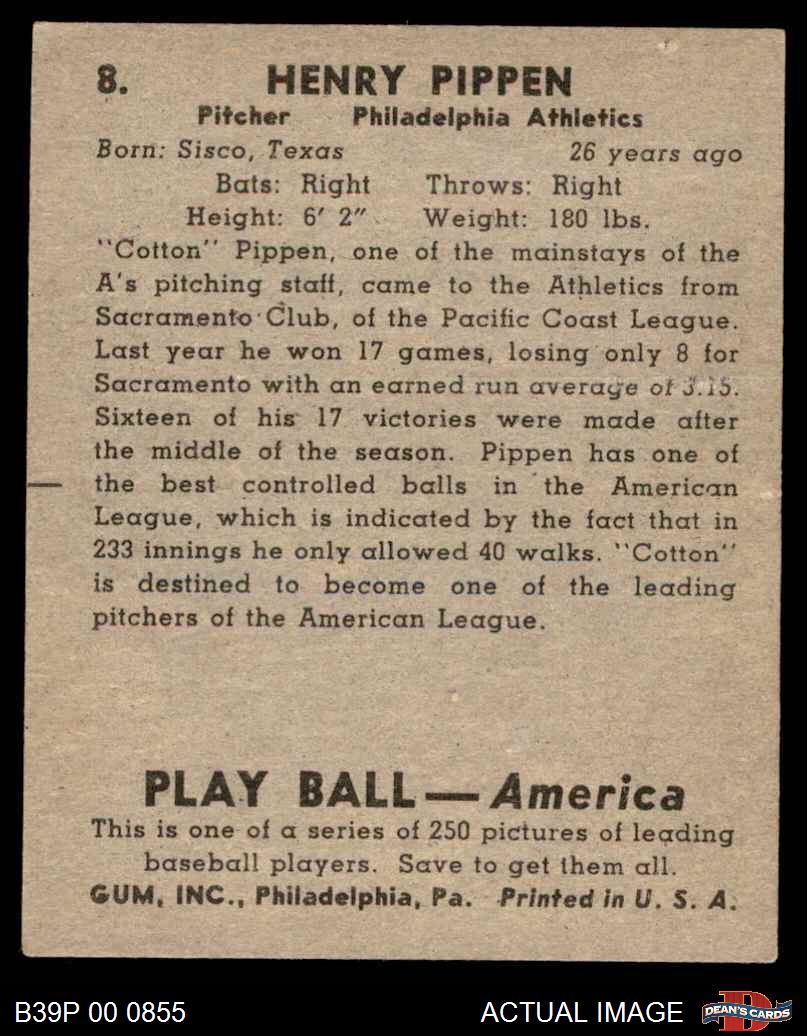 8. HENRY PIPPEN
Pitcher Philadelphia Athletics
Born: Sisco, Texas 26 years ago
Bats: Right Throws: Right
Height: 6' 2" Weight: 180 lbs.
"Cotton" Pippen, one of the mainstays of the
A's pitching staff, came to the Athletics from
Sacramento Club, of the Pacific Coast League.
Last year he won 17 games, losing only 8 for
Sacramento with an earned run average of 3.15.
Sixteen of his 17 victories were made after
the middle of the season. Pippen has one of
the best controlled balls in the American
League, which is indicated by the fact that in
233 innings he only allowed 40 walks. "Cotton"
is destined to become one of the leading
pitchers of the American League.
PLAY BALL — America
This is one of a series of 250 pictures of leading
baseball players. Save to get them all.
GUM, INC., Philadelphia, Pa. Printed in U. S. A.
B39P 00 0855 ACTUAL IMAGE D DEAN'S CARDS